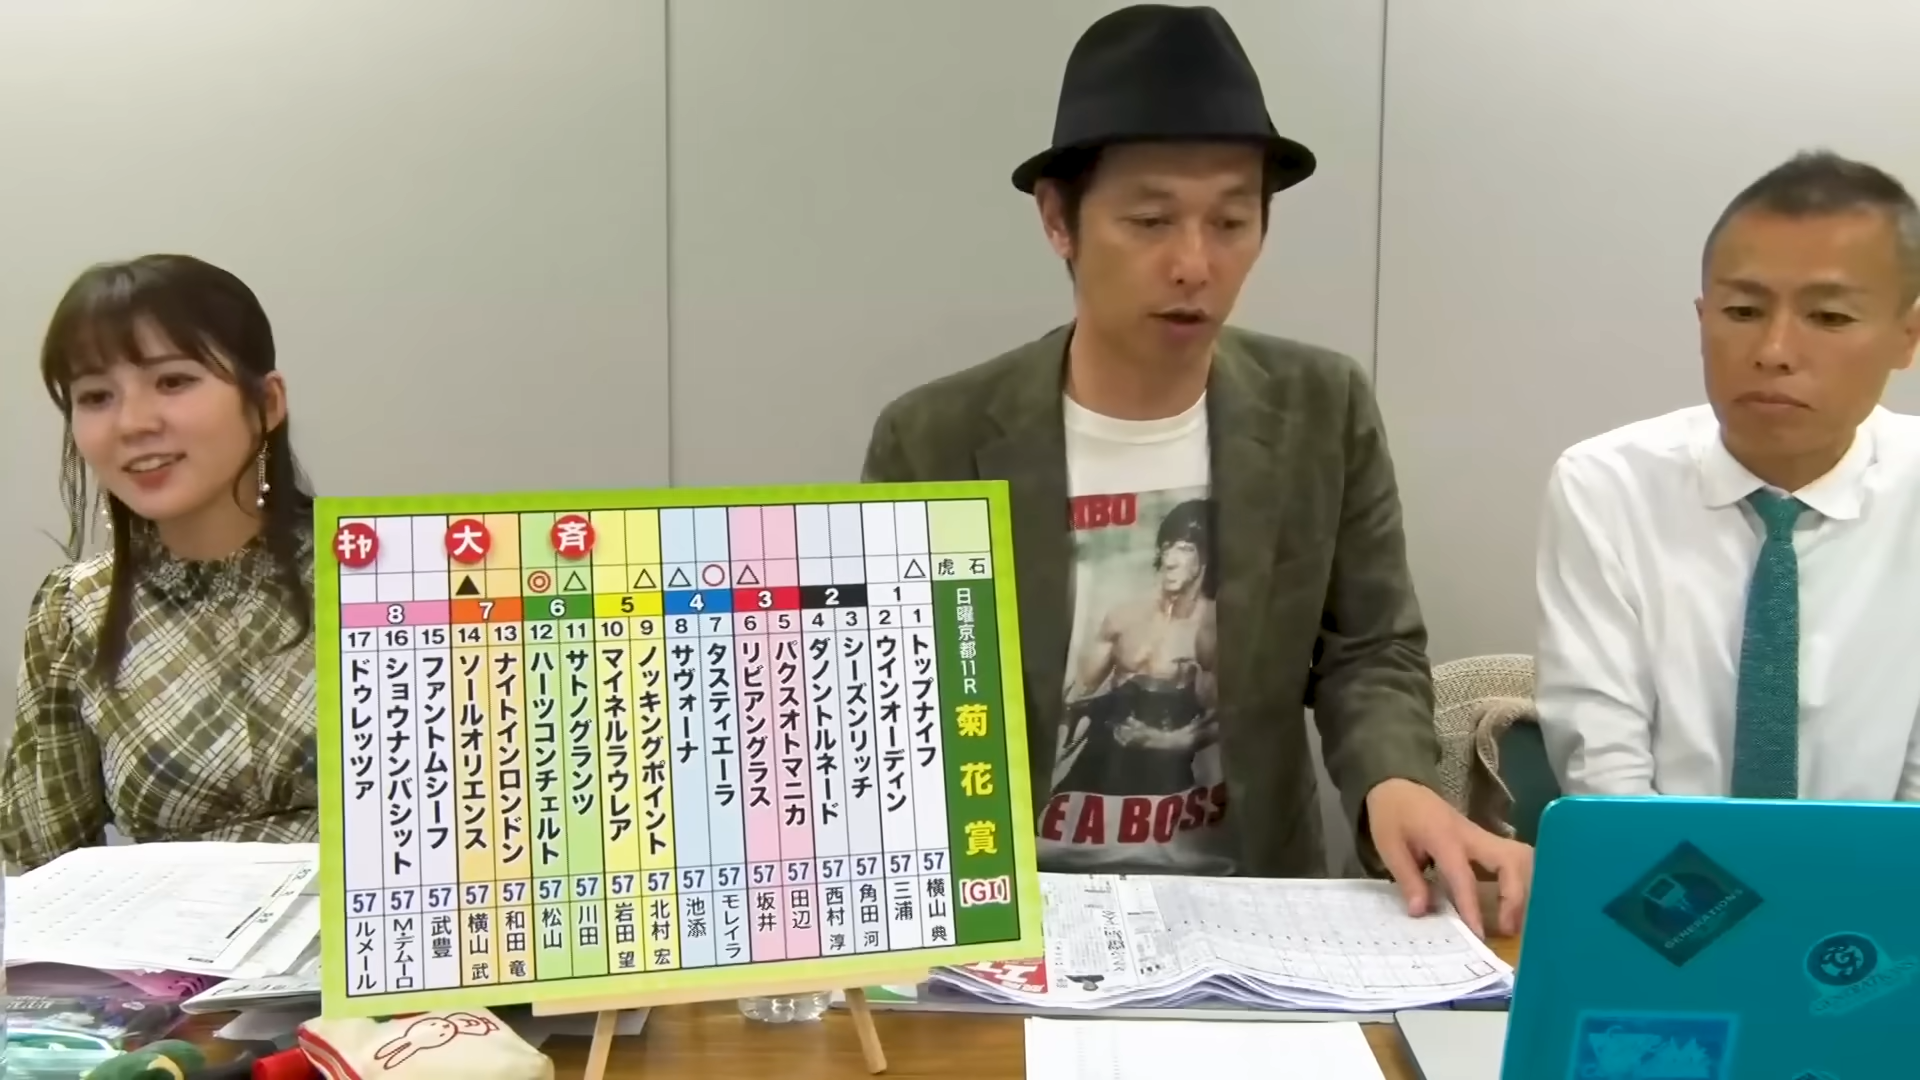 日曜京都11R
菊花賞
【GI】
虎石
1 △ 1 トップナイフ 57 横山典
2 ウインオーディン 57 三浦
2 3 シーズンリッチ 57 角田河
4 ダノントルネード 57 西村淳
3 5 パクスオトマニカ 57 田辺
△ 6 リビアングラス 57 坂井
4 ○ 7 タスティエーラ 57 モレイラ
△ 8 サヴォーナ 57 池添
5 △ 9 ノッキングポイント 57 北村宏
10 マイネルラウレア 57 岩田望
6 斉 △ 11 サトノグランツ 57 川田
◎ 12 ハーツコンチェルト 57 松山
7 13 ナイトインロンドン 57 和田竜
大 ▲ 14 ソールオリエンス 57 横山武
8 15 ファントムシーフ 57 武豊
16 ショウナンバシット 57 M・デムーロ
キャ 17 ドゥレッツァ 57 ルメール
MBO
KE A BOSS
GENERATIONS